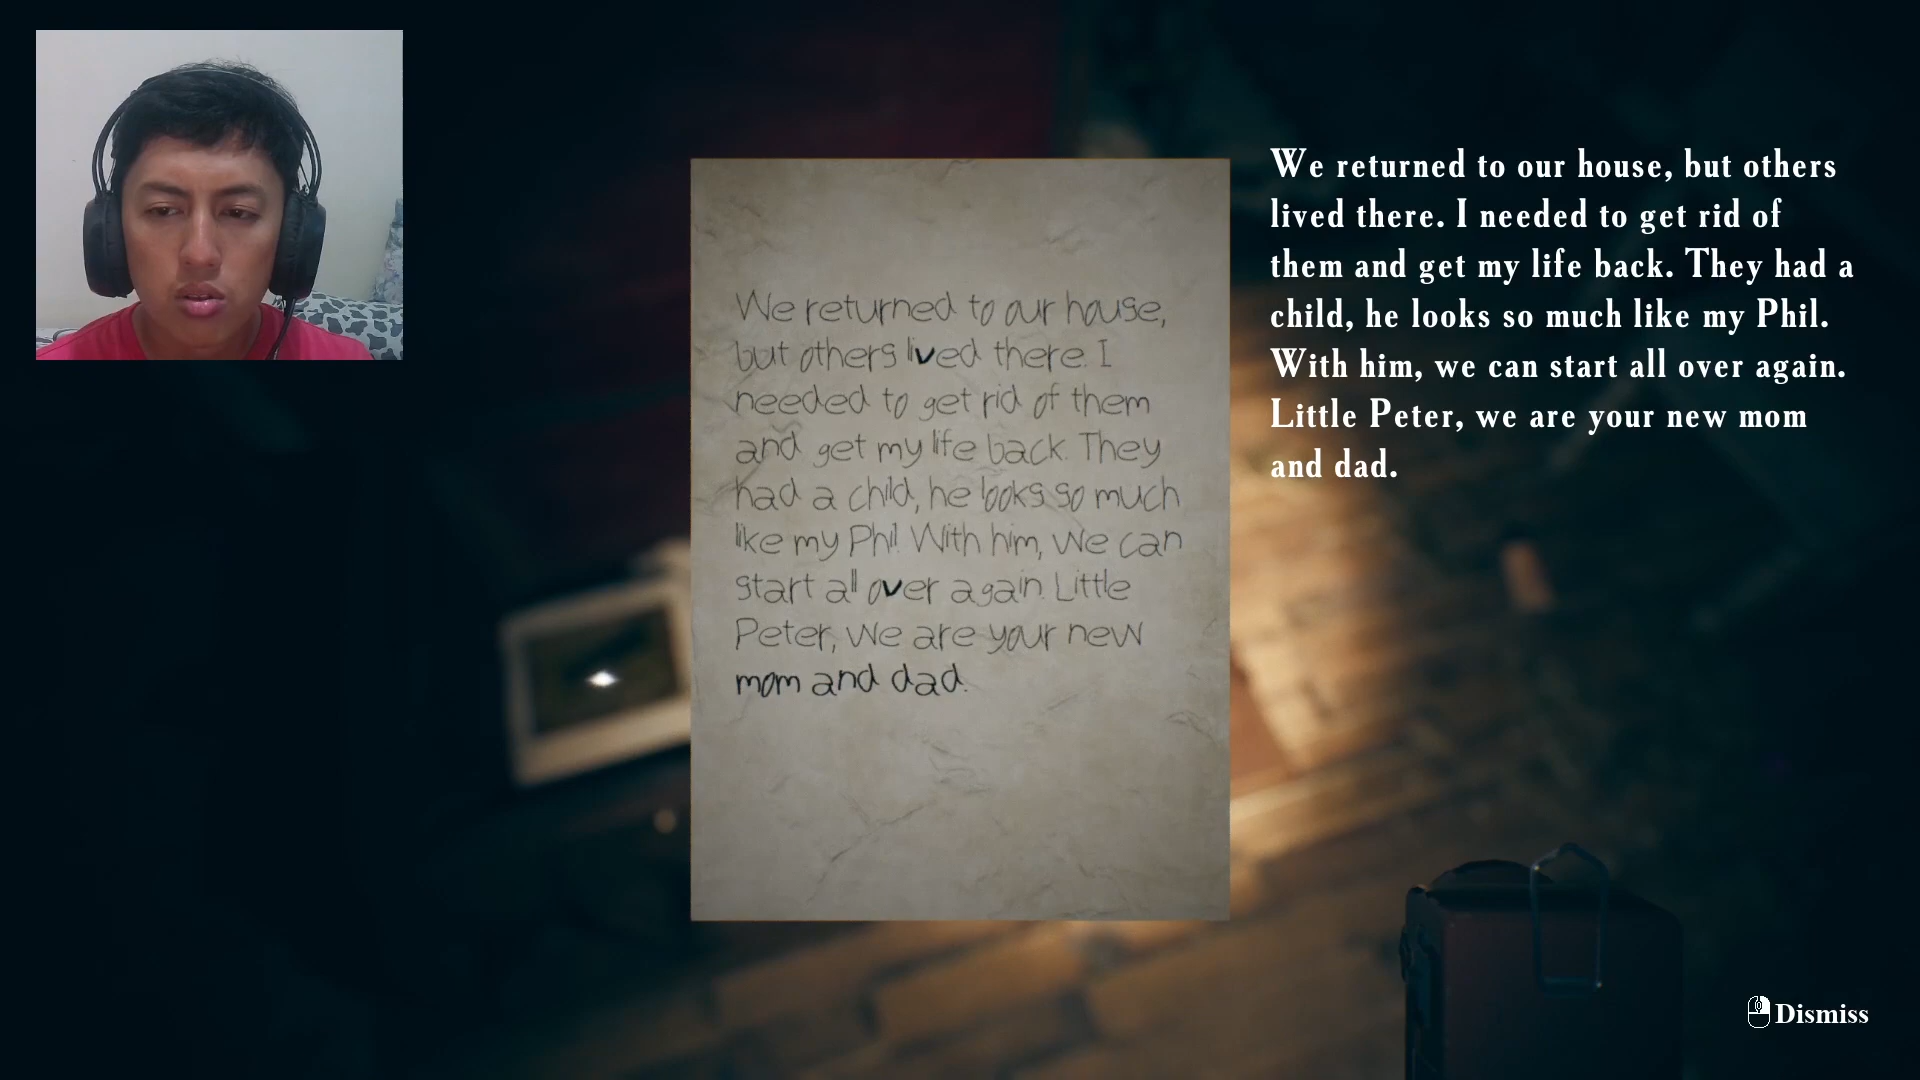 We returned to our house,
but others lived there. I
needed to get rid of them
and get my life back. They
had a child, he looks so much
like my Phil. With him, we can
start all over again. Little
Peter, we are your new
mom and dad.
We returned to our house, but others
lived there. I needed to get rid of
them and get my life back. They had a
child, he looks so much like my Phil.
With him, we can start all over again.
Little Peter, we are your new mom
and dad.
Dismiss